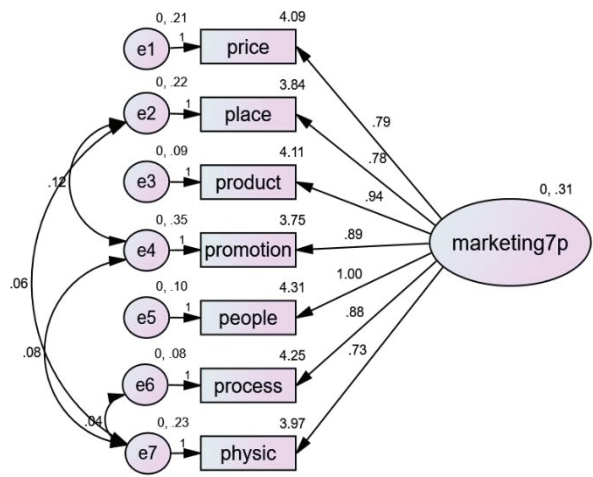 0, .21
4.09
e1
1
price
0, .22
3.84
e2
1
place
.79
0, .09
4.11
.78
e3
1
product
.94
0, .31
.12
0, .35
3.75
e4
1
promotion
.89
marketing7p
0, .10
4.31
1.00
.06
e5
1
people
.88
0, .08
4.25
.08
.73
e6
1
process
.04
0, .23
3.97
e7
1
physic